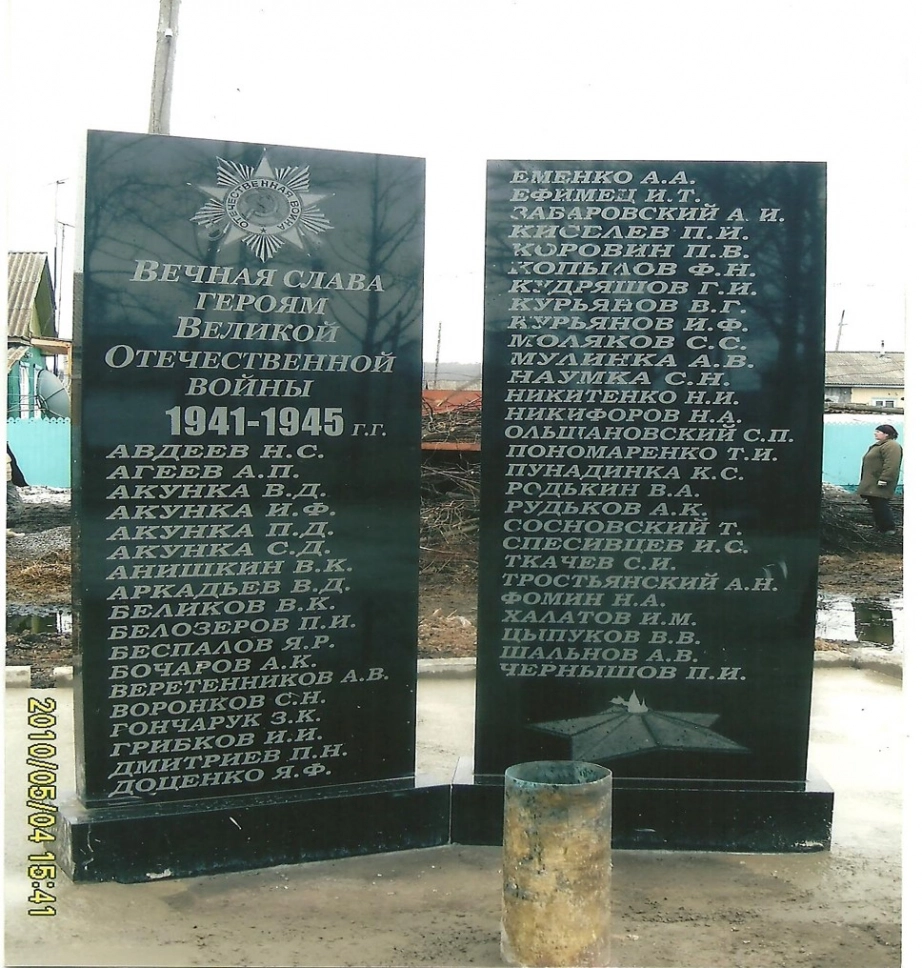 ОТЕЧЕСТВЕННАЯ ВОЙНА
ВЕЧНАЯ СЛАВА
ГЕРОЯМ
ВЕЛИКОЙ
ОТЕЧЕСТВЕННОЙ
ВОЙНЫ
1941-1945 г.г.
АВДЕЕВ Н.С.
АГЕЕВ А.П.
АКУНКА В.Д.
АКУНКА И.Ф.
АКУНКА П.Д.
АКУНКА С.Д.
АНИШКИН В.К.
АРКАДЬЕВ В.Д.
БЕЛИКОВ В.К.
БЕЛОЗЕРОВ П.И.
БЕСПАЛОВ Я.Р.
БОЧАРОВ А.К.
ВЕРЕТЕННИКОВ А.В.
ВОРОНКОВ С.Н.
ГОНЧАРУК З.К.
ГРИБКОВ И.И.
ДМИТРИЕВ П.Н.
ДОЦЕНКО Я.Ф.
ЕМЕНКО А.А.
ЕФИМЕЦ И.Т.
ЗАБАРОВСКИЙ А. И.
КИСЕЛЕВ П.И.
КОРОВИН П.В.
КОПЫЛОВ Ф.Н.
КУДРЯШОВ Г.И.
КУРЬЯНОВ В.Г.
КУРЬЯНОВ И.Ф.
МОЛЯКОВ С.С.
МУЛИНКА А.В.
НАУМКА С.Н.
НИКИТЕНКО Н.И.
НИКИФОРОВ Н.А.
ОЛЬШАНОВСКИЙ С.П.
ПОНОМАРЕНКО Т.И.
ПУНАДИНКА К.С.
РОДЬКИН В.А.
РУДЬКОВ А.К.
СОСНОВСКИЙ Т.
СПЕСИВЦЕВ И.С.
ТКАЧЕВ С.И.
ТРОСТЬЯНСКИЙ А.Н.
ФОМИН Н.А.
ХАЛАТОВ И.М.
ЦЫПУКОВ В.В.
ШАЛЬНОВ А.В.
ЧЕРНЫШОВ П.И.
2010/05/04 15:41